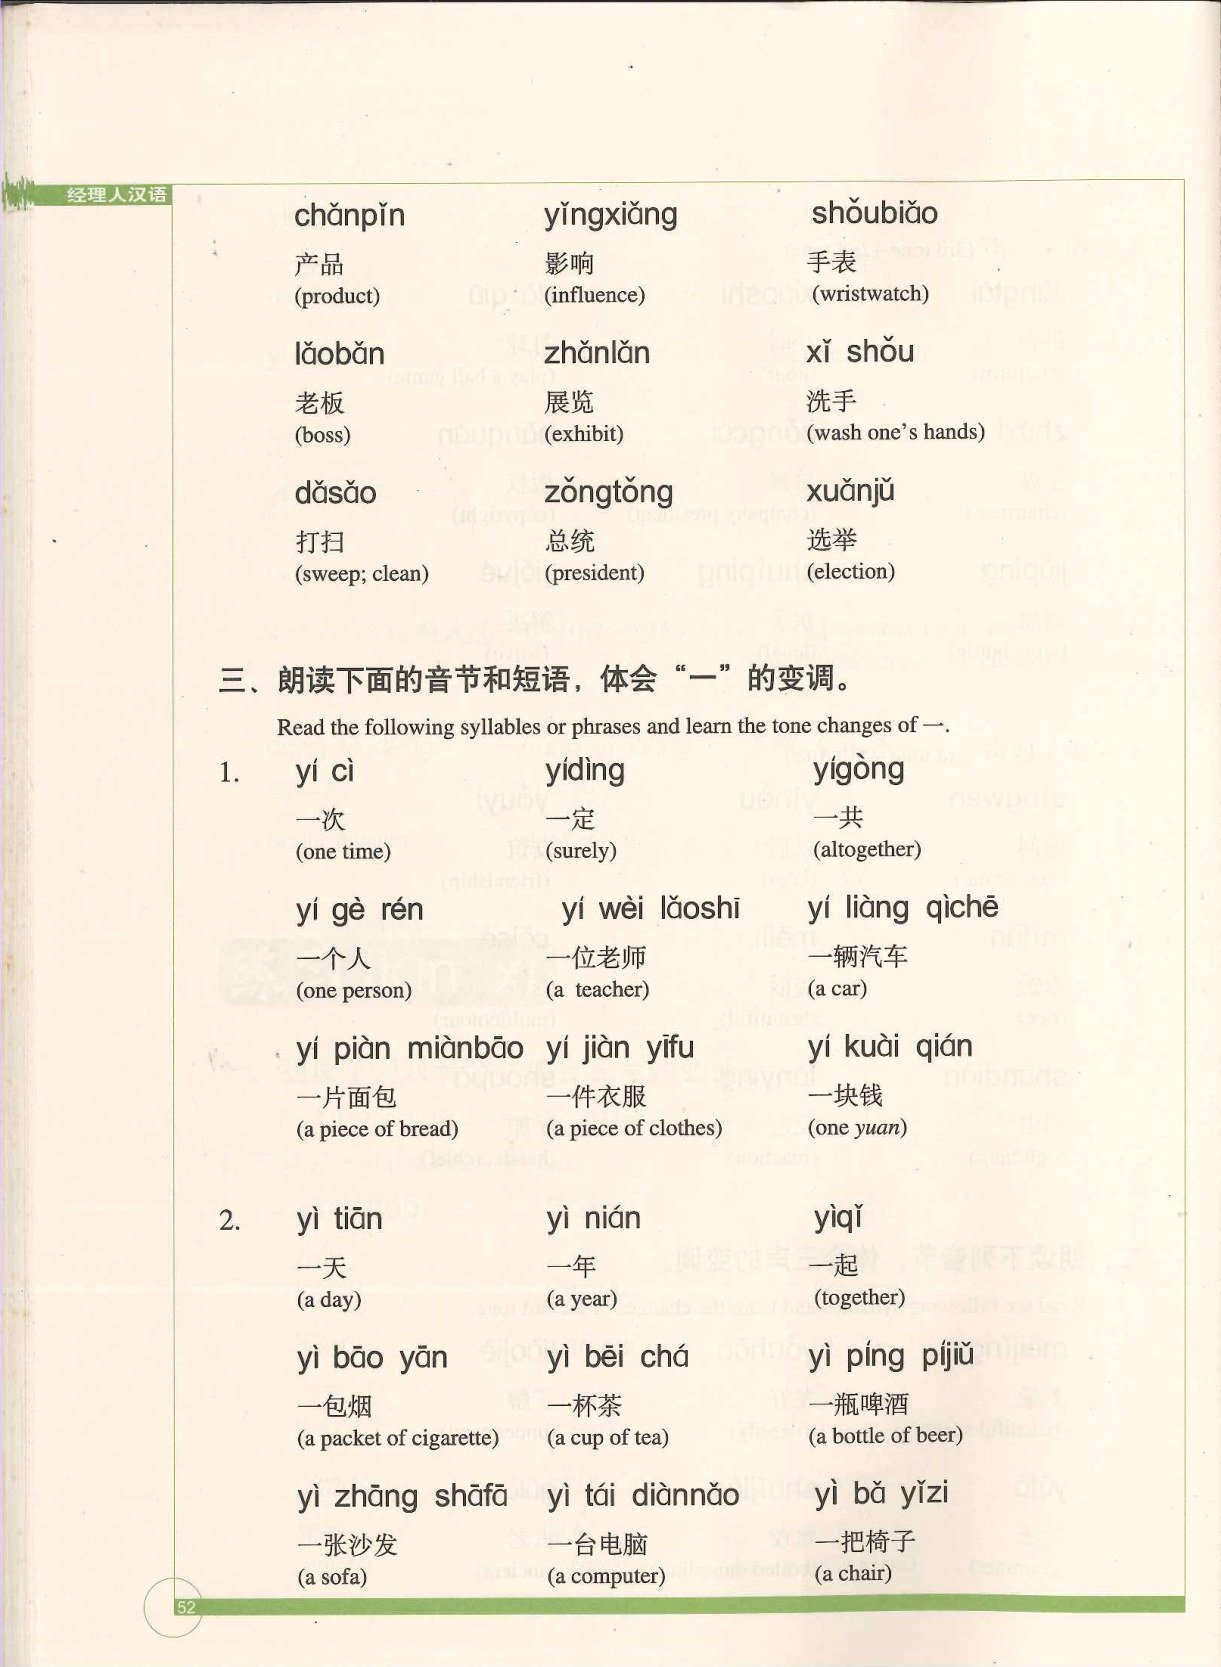 经理人汉语
chǎnpǐn yǐngxiǎng shǒubiǎo
产品 影响 手表
(product) (influence) (wristwatch)
lǎobǎn zhǎnlǎn xǐ shǒu
老板 展览 洗手
(boss) (exhibit) (wash one's hands)
dǎsǎo zǒngtǒng xuǎnjǔ
打扫 总统 选举
(sweep; clean) (president) (election)
三、朗读下面的音节和短语，体会“一”的变调。
Read the following syllables or phrases and learn the tone changes of 一.
1. yí cì yídìng yígòng
一次 一定 一共
(one time) (surely) (altogether)
yí gè rén yí wèi lǎoshī yí liàng qìchē
一个人 一位老师 一辆汽车
(one person) (a teacher) (a car)
yí piàn miànbāo yí jiàn yīfu yí kuài qián
一片面包 一件衣服 一块钱
(a piece of bread) (a piece of clothes) (one yuan)
2. yì tiān yì nián yìqǐ
一天 一年 一起
(a day) (a year) (together)
yì bāo yān yì bēi chá yì píng píjiǔ
一包烟 一杯茶 一瓶啤酒
(a packet of cigarette) (a cup of tea) (a bottle of beer)
yì zhāng shāfā yì tái diànnǎo yì bǎ yǐzi
一张沙发 一台电脑 一把椅子
(a sofa) (a computer) (a chair)
52